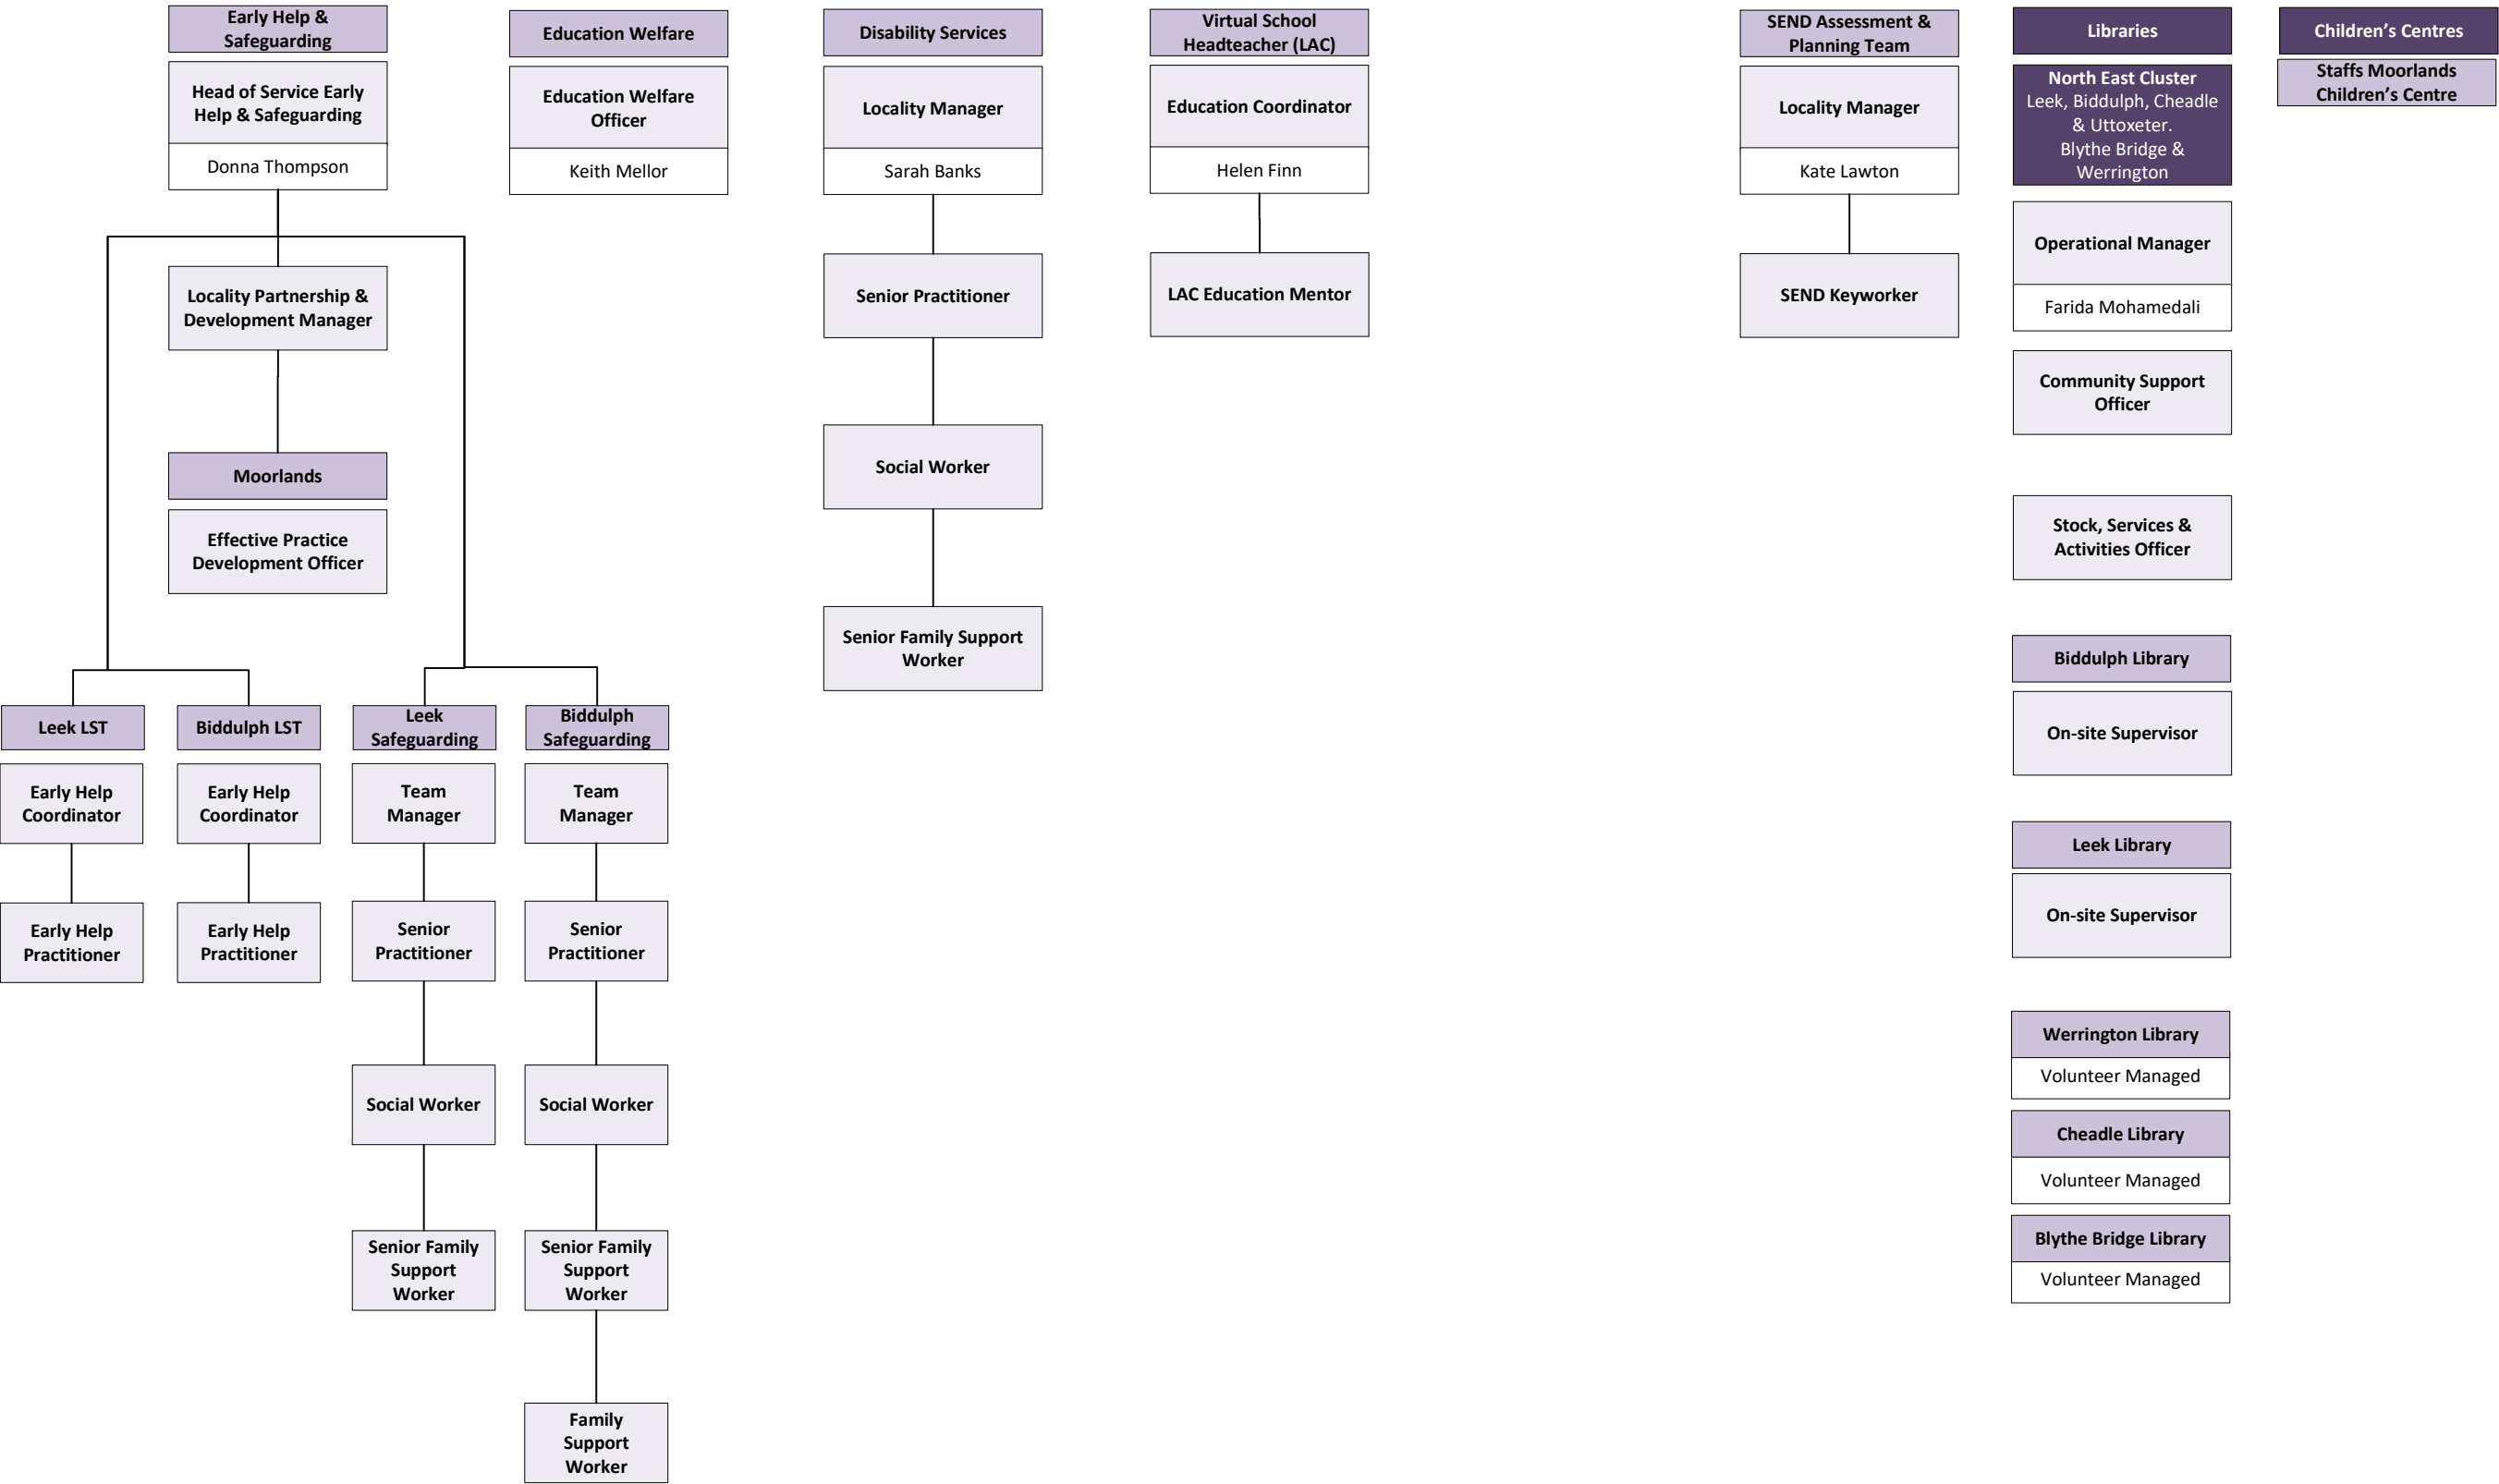 Early Help &
Safeguarding
Head of Service Early
Help & Safeguarding
Donna Thompson
Locality Partnership &
Development Manager
Moorlands
Effective Practice
Development Officer
Leek LST
Early Help
Coordinator
Early Help
Practitioner
Biddulph LST
Early Help
Coordinator
Early Help
Practitioner
Leek
Safeguarding
Team
Manager
Senior
Practitioner
Social Worker
Senior Family
Support
Worker
Biddulph
Safeguarding
Team
Manager
Senior
Practitioner
Social Worker
Senior Family
Support
Worker
Family
Support
Worker
Education Welfare
Education Welfare
Officer
Keith Mellor
Disability Services
Locality Manager
Sarah Banks
Senior Practitioner
Social Worker
Senior Family Support
Worker
Virtual School
Headteacher (LAC)
Education Coordinator
Helen Finn
LAC Education Mentor
SEND Assessment &
Planning Team
Locality Manager
Kate Lawton
SEND Keyworker
Libraries
North East Cluster
Leek, Biddulph, Cheadle
& Uttoxeter.
Blythe Bridge &
Werrington
Operational Manager
Farida Mohamedali
Community Support
Officer
Stock, Services &
Activities Officer
Biddulph Library
On-site Supervisor
Leek Library
On-site Supervisor
Werrington Library
Volunteer Managed
Cheadle Library
Volunteer Managed
Blythe Bridge Library
Volunteer Managed
Children’s Centres
Staffs Moorlands
Children’s Centre